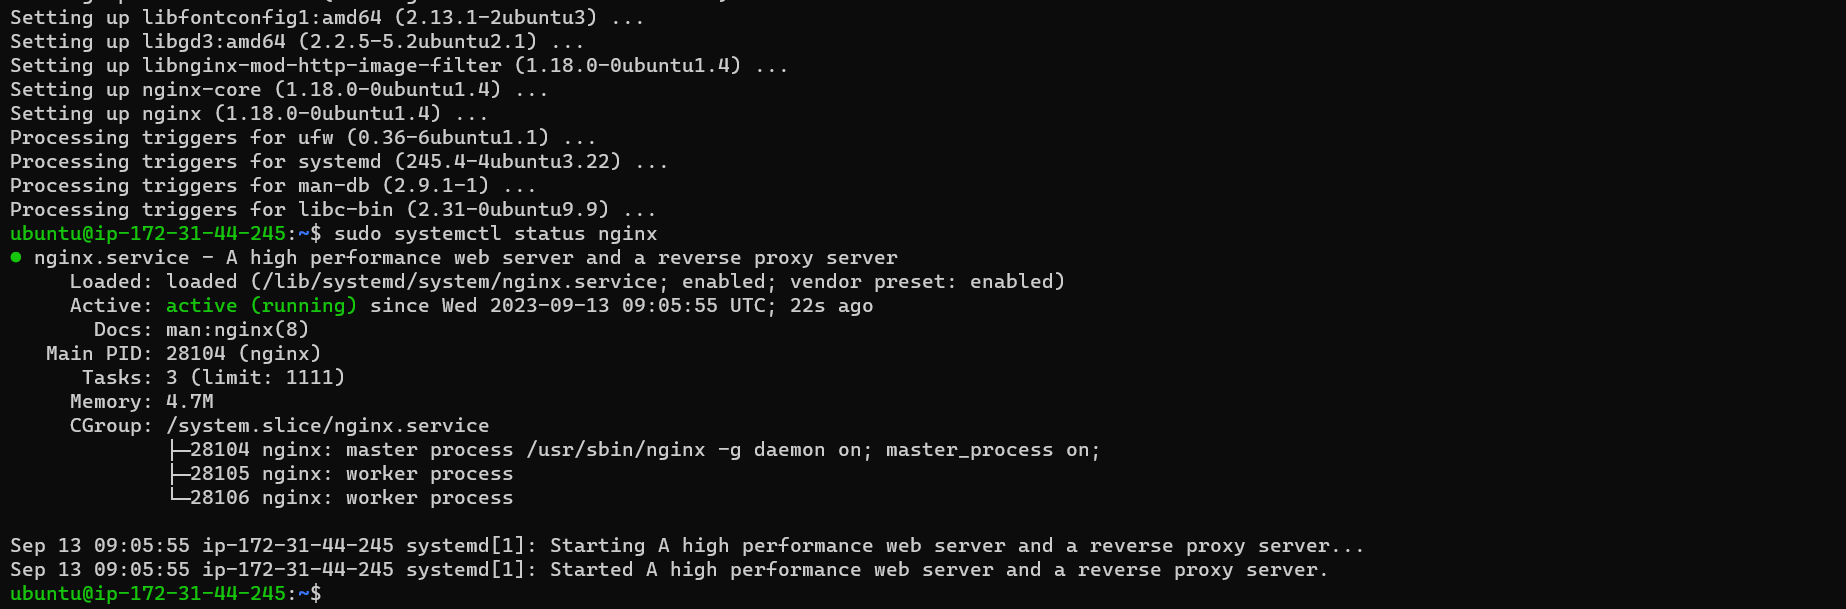 Setting up libfontconfig1:amd64 (2.13.1-2ubuntu3) ...
Setting up libgd3:amd64 (2.2.5-5.2ubuntu2.1) ...
Setting up libnginx-mod-http-image-filter (1.18.0-0ubuntu1.4) ...
Setting up nginx-core (1.18.0-0ubuntu1.4) ...
Setting up nginx (1.18.0-0ubuntu1.4) ...
Processing triggers for ufw (0.36-6ubuntu1.1) ...
Processing triggers for systemd (245.4-4ubuntu3.22) ...
Processing triggers for man-db (2.9.1-1) ...
Processing triggers for libc-bin (2.31-0ubuntu9.9) ...
ubuntu@ip-172-31-44-245:~$ sudo systemctl status nginx
● nginx.service - A high performance web server and a reverse proxy server
     Loaded: loaded (/lib/systemd/system/nginx.service; enabled; vendor preset: enabled)
     Active: active (running) since Wed 2023-09-13 09:05:55 UTC; 22s ago
       Docs: man:nginx(8)
   Main PID: 28104 (nginx)
      Tasks: 3 (limit: 1111)
     Memory: 4.7M
     CGroup: /system.slice/nginx.service
             ├─28104 nginx: master process /usr/sbin/nginx -g daemon on; master_process on;
             ├─28105 nginx: worker process
             └─28106 nginx: worker process
Sep 13 09:05:55 ip-172-31-44-245 systemd[1]: Starting A high performance web server and a reverse proxy server...
Sep 13 09:05:55 ip-172-31-44-245 systemd[1]: Started A high performance web server and a reverse proxy server.
ubuntu@ip-172-31-44-245:~$